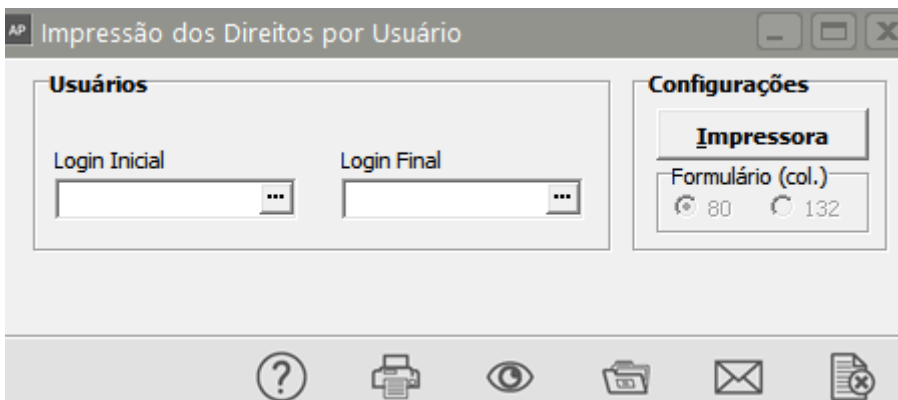 AP Impressão dos Direitos por Usuário
Usuários
Configurações
Impressora
Login Inicial
Login Final
Formulário (col.)
... ...
80 132
?